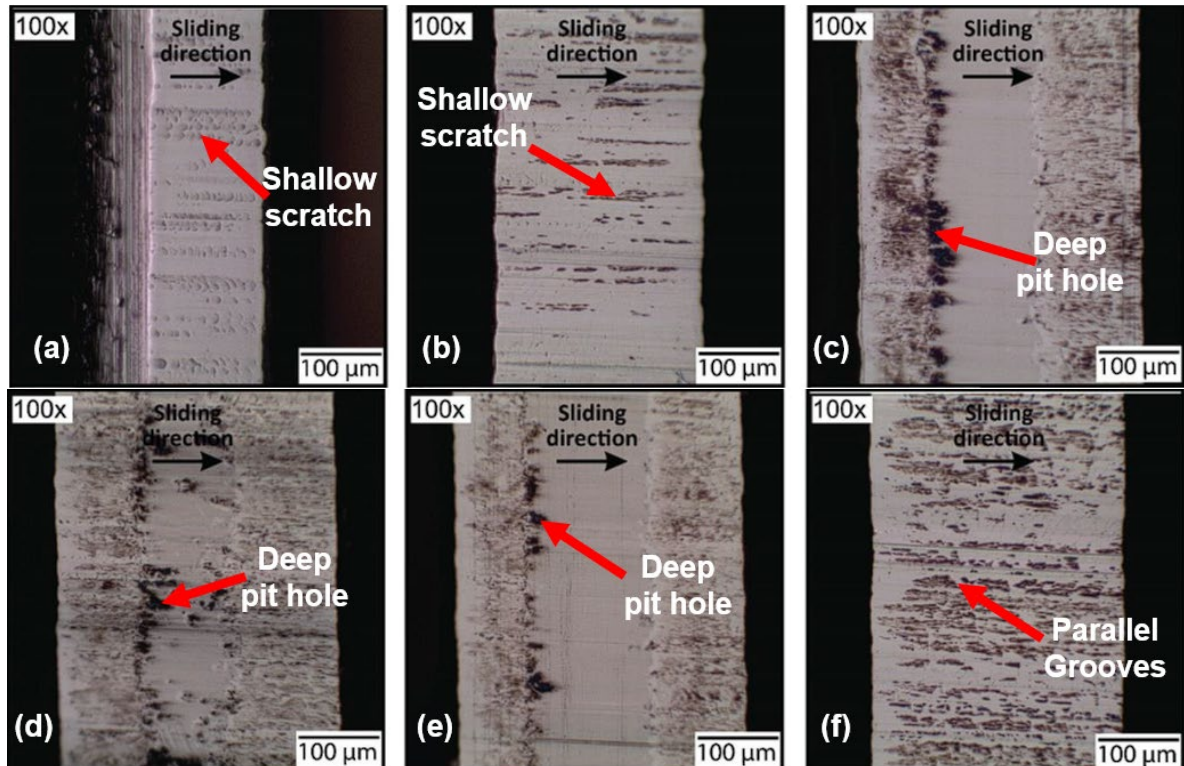 100x
Sliding
direction
Shallow
scratch
(a)
100 µm
100x
Sliding
direction
Shallow
scratch
(b)
100 µm
100x
Sliding
direction
Deep
pit hole
(c)
100 µm
100x
Sliding
direction
Deep
pit hole
(d)
100 µm
100x
Sliding
direction
Deep
pit hole
(e)
100 µm
100x
Sliding
direction
Parallel
Grooves
(f)
100 µm